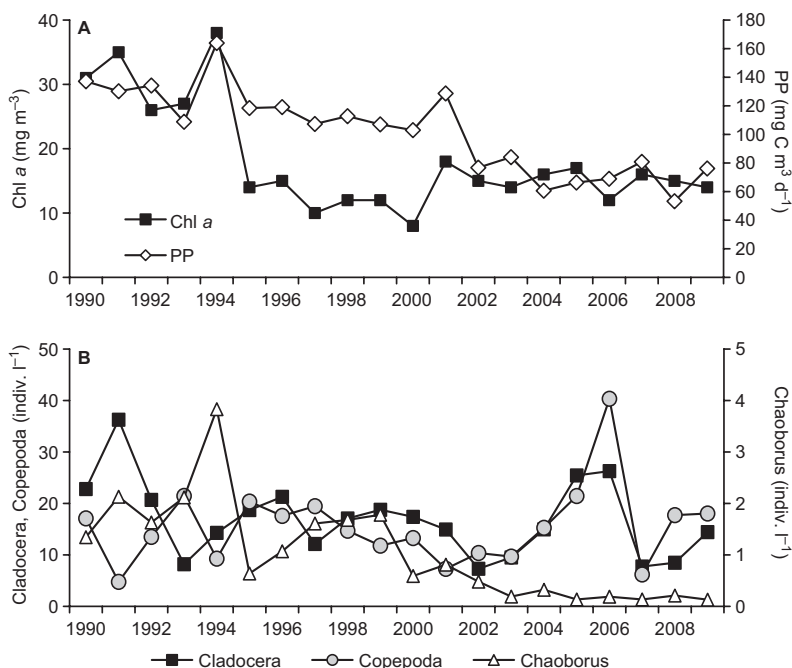 A
Chl a (mg m⁻³)
PP (mg C m³ d⁻¹)
40
30
20
10
0
180
160
140
120
100
80
60
40
20
0
Chl a
PP
1990 1992 1994 1996 1998 2000 2002 2004 2006 2008
B
Cladocera, Copepoda (indiv. l⁻¹)
Chaoborus (indiv. l⁻¹)
50
40
30
20
10
0
5
4
3
2
1
0
1990 1992 1994 1996 1998 2000 2002 2004 2006 2008
Cladocera Copepoda Chaoborus